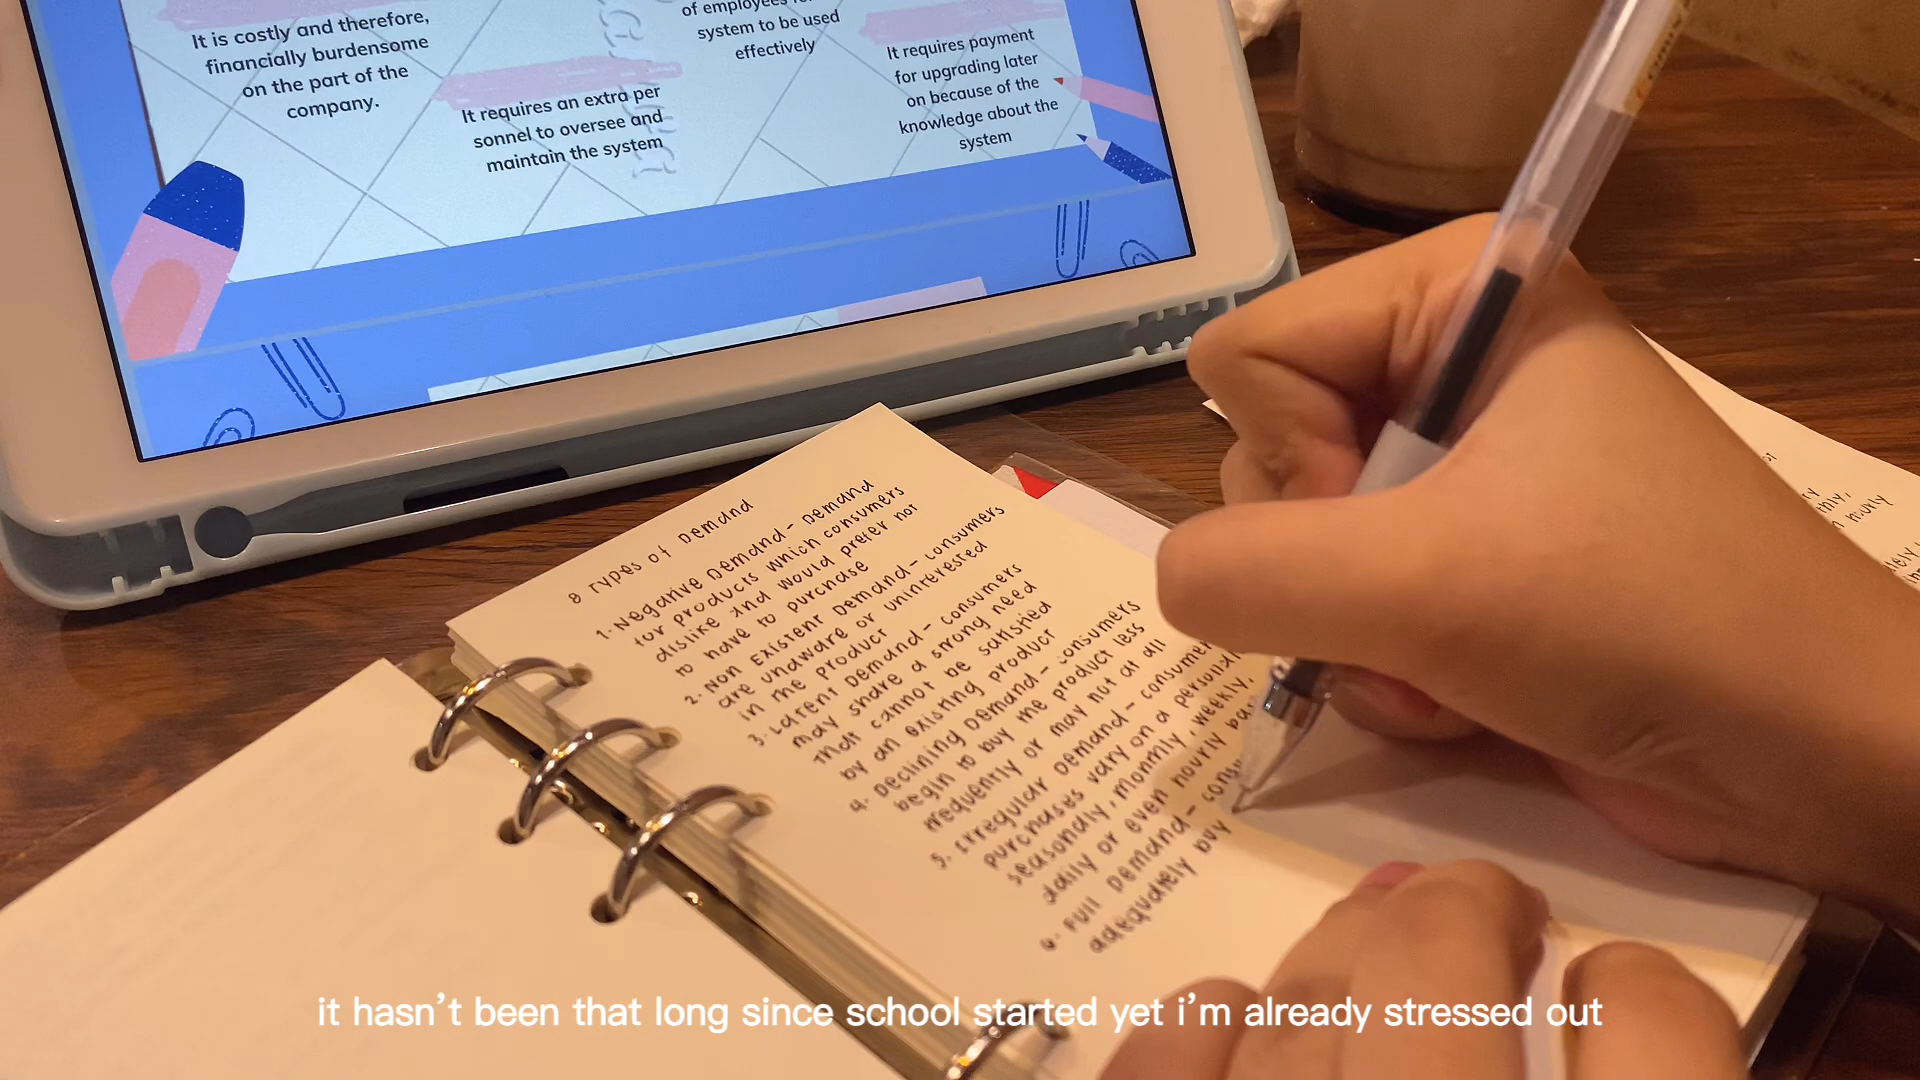 It is costly and therefore,
financially burdensome
on the part of the
company.
It requires an extra per
sonnel to oversee and
maintain the system
of employees
system to be used
effectively
It requires payment
for upgrading later
on because of the
knowledge about the
system
8 Types of Demand
1. Negative Demand - Demand
for products which consumers
dislike and would prefer not
to have to purchase
2. Non Existent Demand - consumers
are unaware or uninterested
in the product
3. Latent Demand - consumers
may share a strong need
that cannot be satisfied
by an existing product
4. Declining Demand - consumers
begin to buy the product less
frequently or may not at all
5. Irregular Demand - consumer
purchases vary on a
seasonally, monthly, weekly,
daily or even hourly
6. Full Demand -
adequately buy
it hasn't been that long since school started yet i'm already stressed out